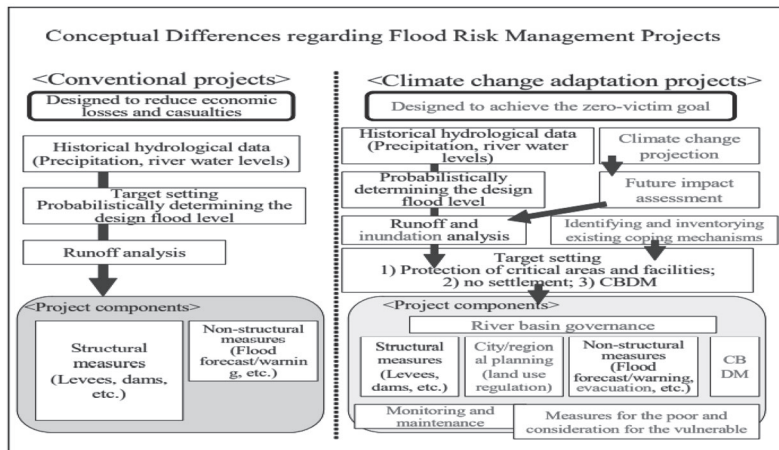 Conceptual Differences regarding Flood Risk Management Projects
<Conventional projects>
Designed to reduce economic
losses and casualties
Historical hydrological data
(Precipitation, river water levels)
Target setting
Probabilistically determining the
design flood level
Runoff analysis
<Project components>
Structural
measures
(Levees, dams,
etc.)
Non-structural
measures
(Flood
forecast/warnin
g, etc.)
<Climate change adaptation projects>
Designed to achieve the zero-victim goal
Historical hydrological data
(Precipitation, river water
levels)
Climate change
projection
Probabilistically
determining the design
flood level
Future impact
assessment
Runoff and
inundation analysis
Identifying and inventorying
existing coping mechanisms
Target setting
1) Protection of critical areas and facilities;
2) no settlement; 3) CBDM
<Project components>
River basin governance
Structural
measures
(Levees,
dams, etc.)
City/region
al planning
(land use
regulation)
Non-structural
measures
(Flood
forecast/warning,
evacuation, etc.)
CB
DM
Monitoring and
maintenance
Measures for the poor and
consideration for the vulnerable